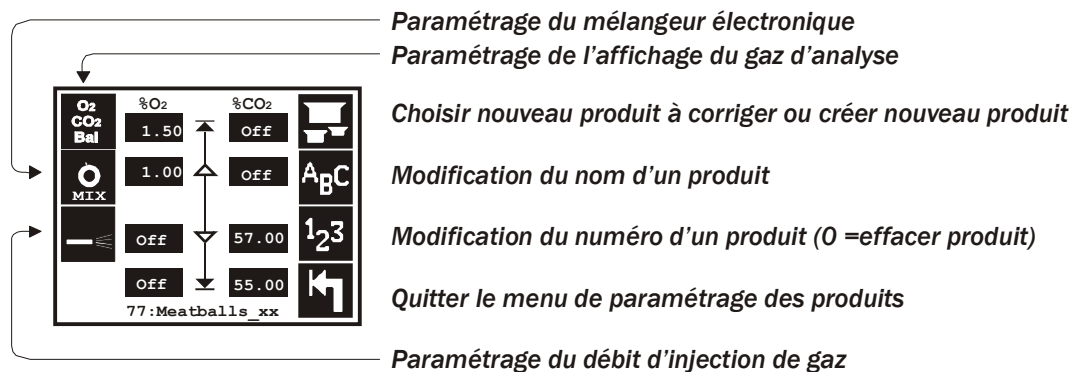 Paramétrage du mélangeur électronique
Paramétrage de l'affichage du gaz d'analyse
O2 %O2 %CO2
CO2
Bal 1.50 Off
Choisir nouveau produit à corriger ou créer nouveau produit
MIX 1.00 Off ABC
Modification du nom d'un produit
Off 57.00 123
Modification du numéro d'un produit (0 =effacer produit)
Off 55.00
Quitter le menu de paramétrage des produits
77:Meatballs_xx
Paramétrage du débit d'injection de gaz